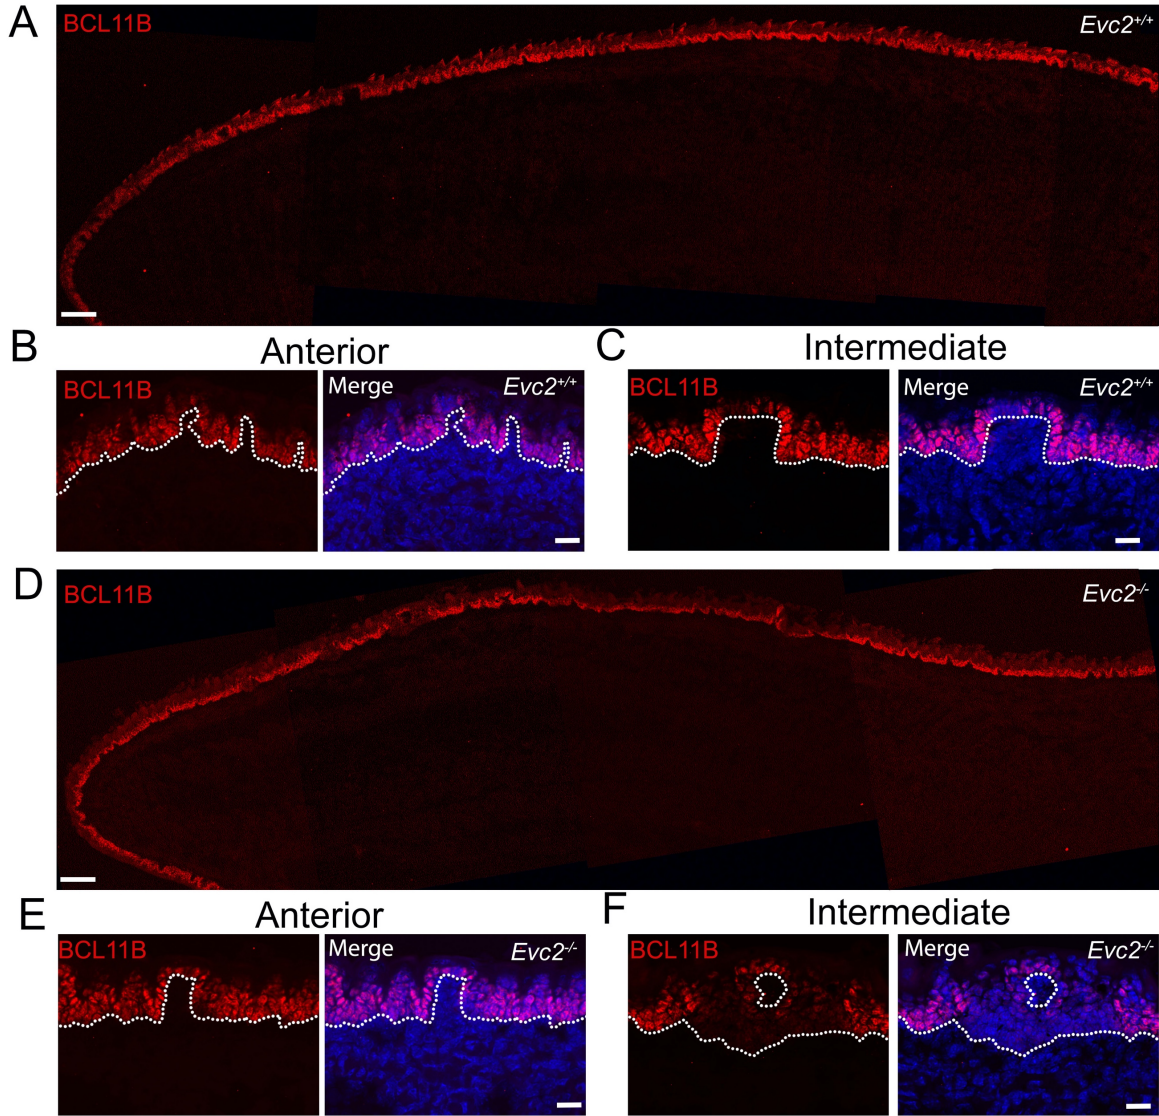 A
BCL11B
Evc2+/+
B
Anterior
C
Intermediate
BCL11B
Merge
Evc2+/+
BCL11B
Merge
Evc2+/+
D
BCL11B
Evc2-/-
E
Anterior
F
Intermediate
BCL11B
Merge
Evc2-/-
BCL11B
Merge
Evc2-/-